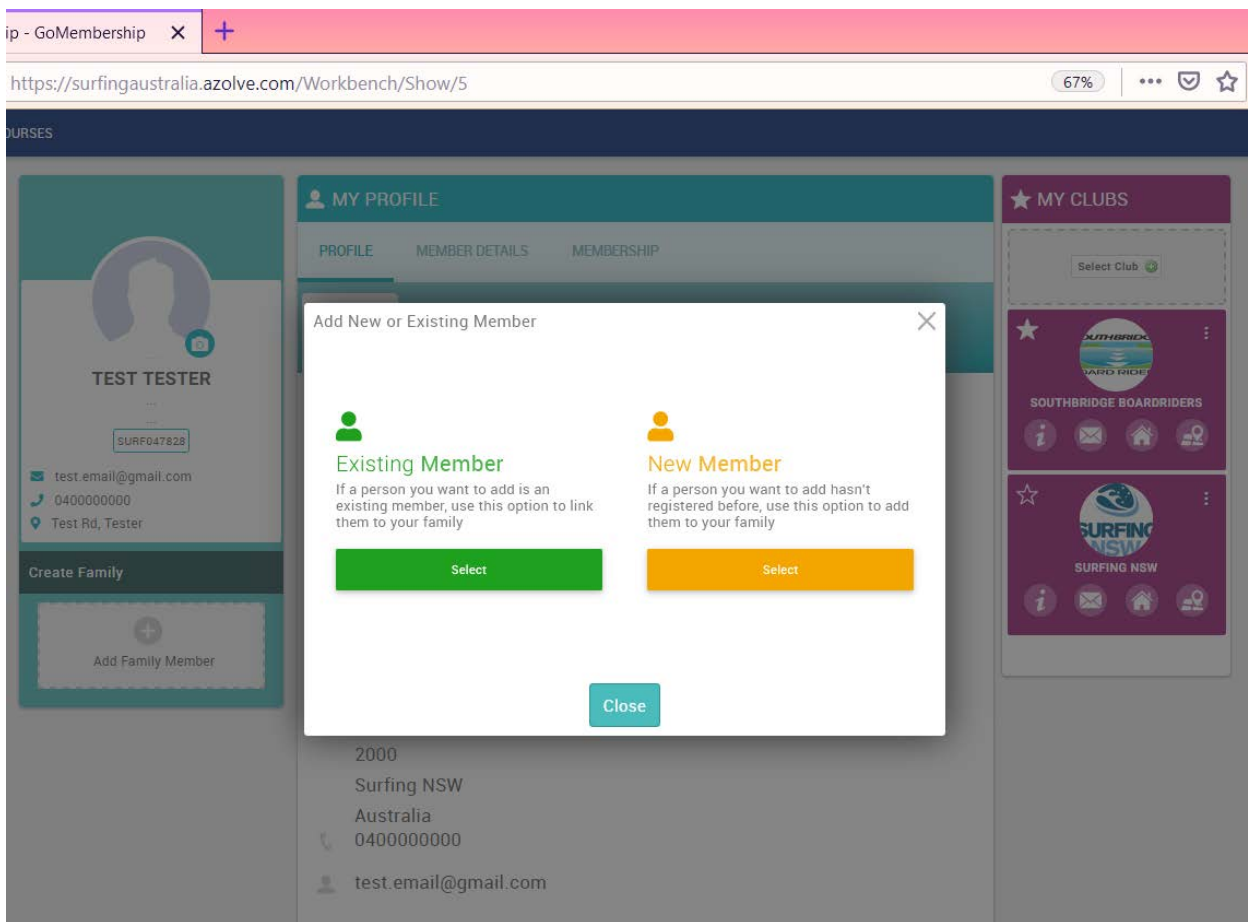 ip - GoMembership
https://surfingaustralia.azolve.com/Workbench/Show/5
67%
OURSES
TEST TESTER
...
...
SURF047828
test.email@gmail.com
0400000000
Test Rd, Tester
Create Family
Add Family Member
MY PROFILE
PROFILE MEMBER DETAILS MEMBERSHIP
Add New or Existing Member
Existing Member
If a person you want to add is an
existing member, use this option to link
them to your family
Select
New Member
If a person you want to add hasn't
registered before, use this option to add
them to your family
Select
Close
2000
Surfing NSW
Australia
0400000000
test.email@gmail.com
MY CLUBS
Select Club
OUTHBRIDG
OARD RIDE
SOUTHBRIDGE BOARDRIDERS
SURFING
NSW
SURFING NSW